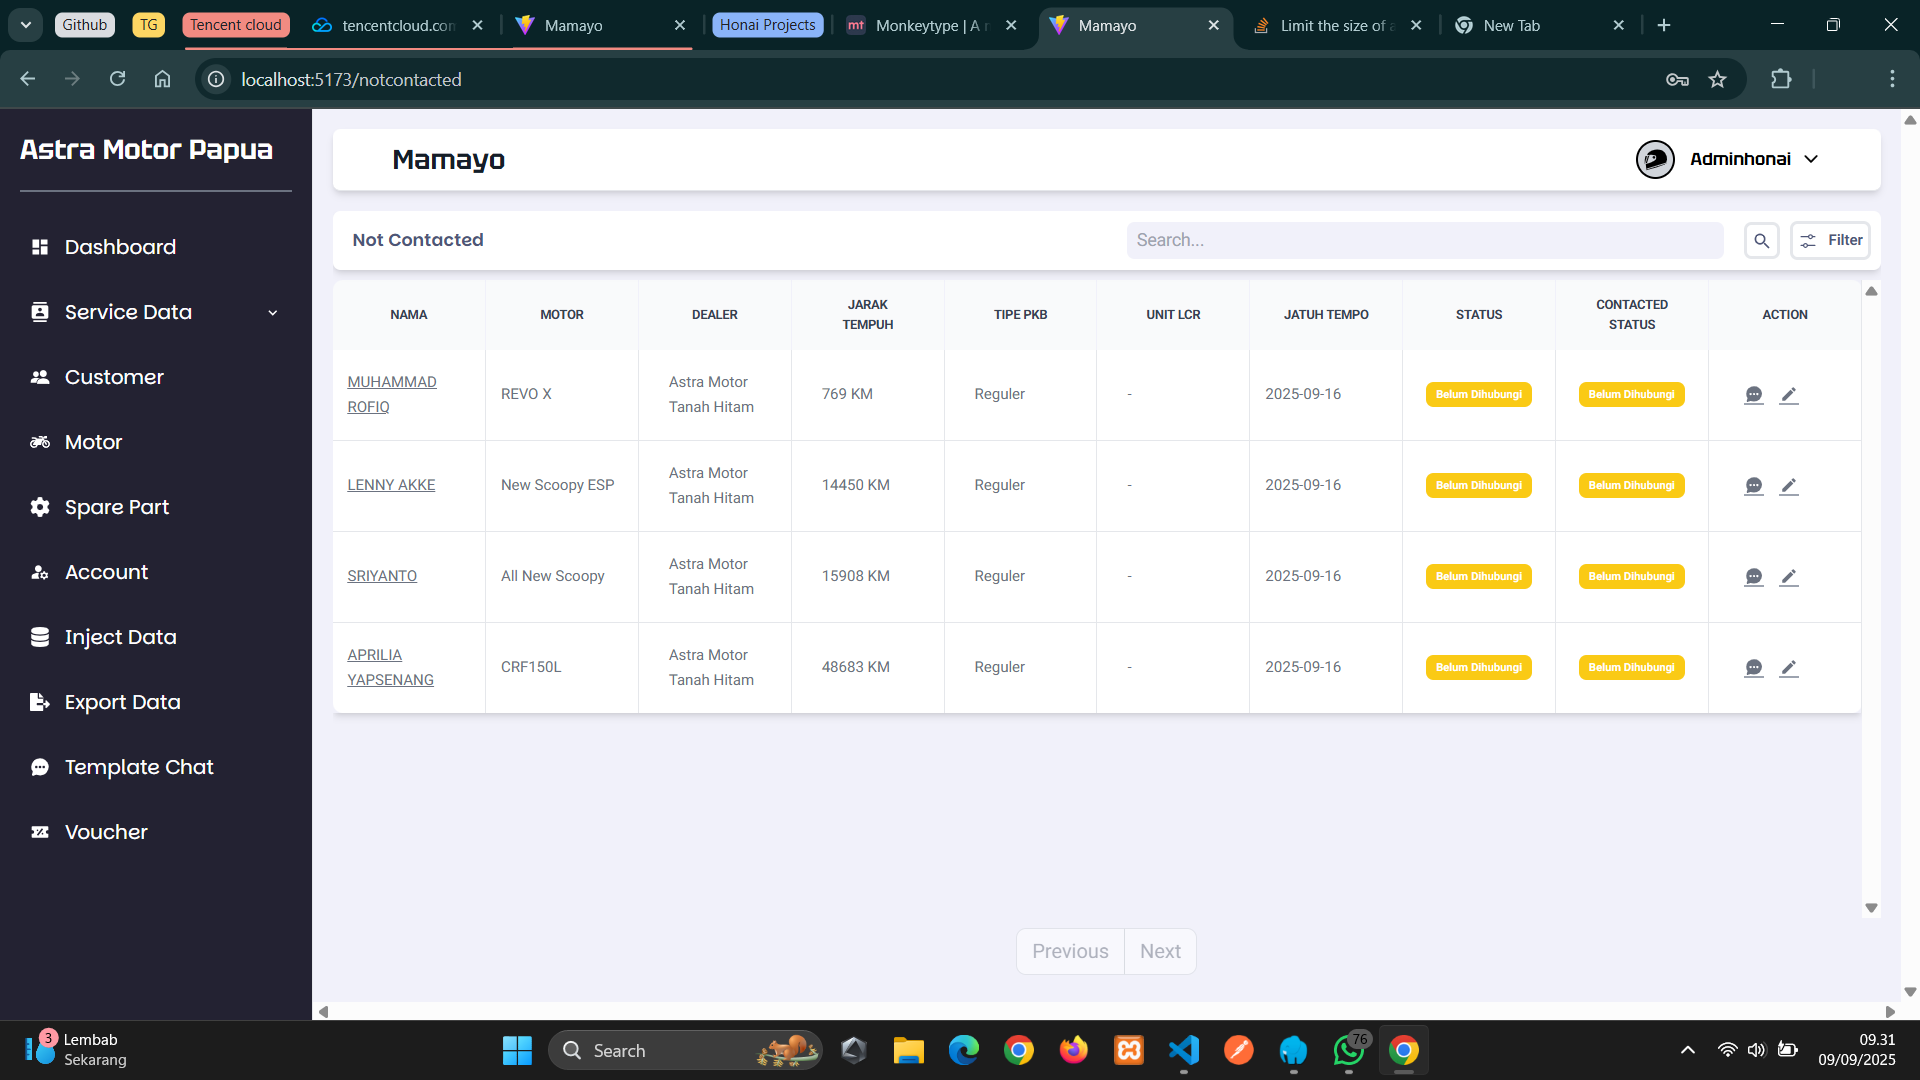 Github
TG
Tencent cloud
tencentcloud.con
Mamayo
Honai Projects
Monkeytype | A r
Mamayo
Limit the size of a
New Tab
localhost:5173/notcontacted
Astra Motor Papua
Dashboard
Service Data
Customer
Motor
Spare Part
Account
Inject Data
Export Data
Template Chat
Voucher
Mamayo
Adminhonai
Not Contacted
Search...
Filter
NAMA MOTOR DEALER JARAK TEMPUH TIPE PKB UNIT LCR JATUH TEMPO STATUS CONTACTED STATUS ACTION
MUHAMMAD ROFIQ REVO X Astra Motor Tanah Hitam 769 KM Reguler - 2025-09-16 Belum Dihubungi Belum Dihubungi
LENNY AKKE New Scoopy ESP Astra Motor Tanah Hitam 14450 KM Reguler - 2025-09-16 Belum Dihubungi Belum Dihubungi
SRIYANTO All New Scoopy Astra Motor Tanah Hitam 15908 KM Reguler - 2025-09-16 Belum Dihubungi Belum Dihubungi
APRILIA YAPSENANG CRF150L Astra Motor Tanah Hitam 48683 KM Reguler - 2025-09-16 Belum Dihubungi Belum Dihubungi
Previous Next
3
Lembab
Sekarang
Search
76
09.31
09/09/2025